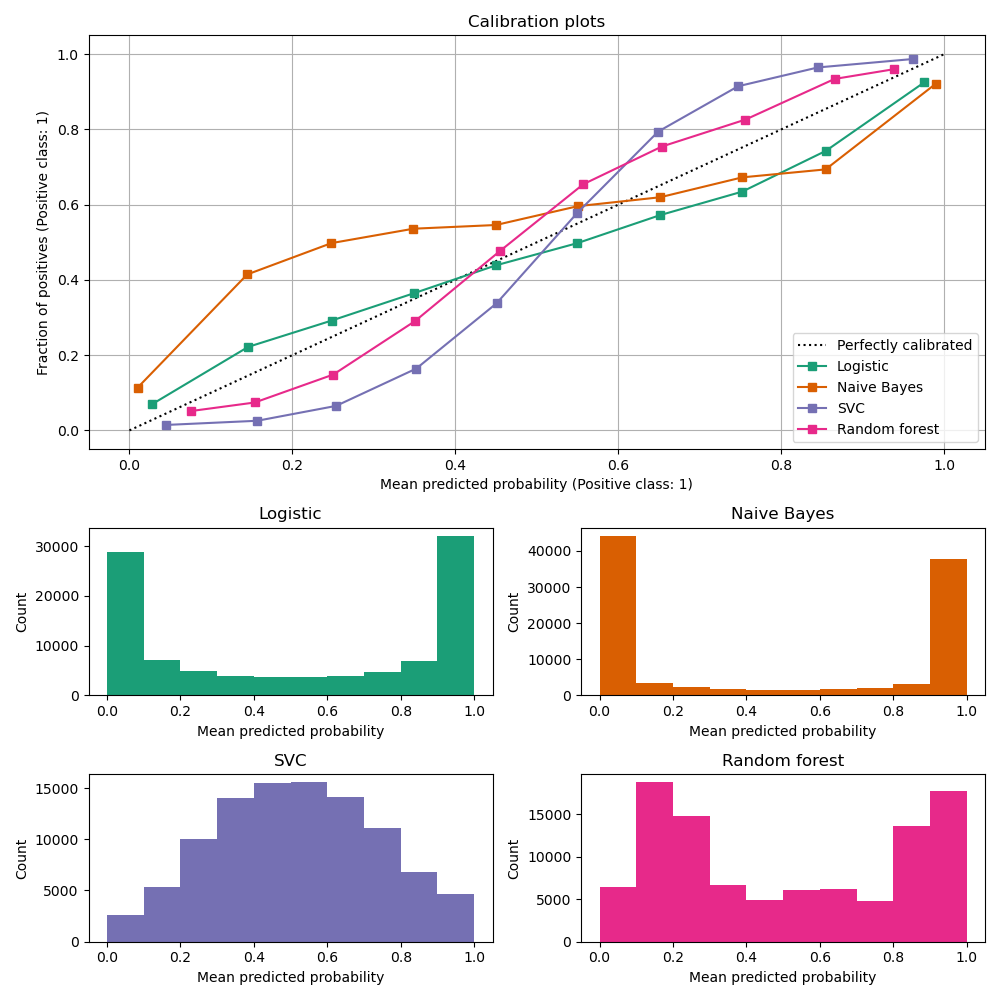 Calibration plots
Fraction of positives (Positive class: 1)
1.0
0.8
0.6
0.4
0.2
0.0
0.0 0.2 0.4 0.6 0.8 1.0
Mean predicted probability (Positive class: 1)
Perfectly calibrated
Logistic
Naive Bayes
SVC
Random forest
Logistic
Count
30000
20000
10000
0
0.0 0.2 0.4 0.6 0.8 1.0
Mean predicted probability
Naive Bayes
Count
40000
30000
20000
10000
0
0.0 0.2 0.4 0.6 0.8 1.0
Mean predicted probability
SVC
Count
15000
10000
5000
0
0.0 0.2 0.4 0.6 0.8 1.0
Mean predicted probability
Random forest
Count
15000
10000
5000
0
0.0 0.2 0.4 0.6 0.8 1.0
Mean predicted probability